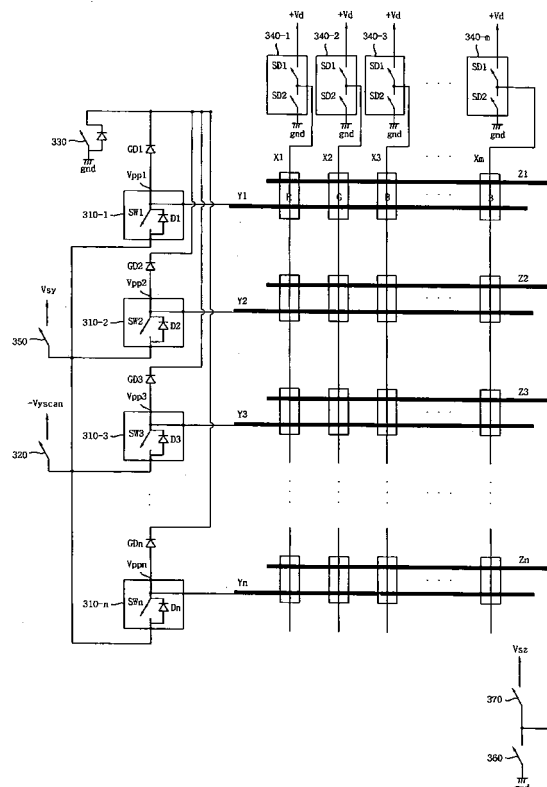 +Vd +Vd +Vd +Vd
340-1 340-2 340-3 340-m
SD1 SD1 SD1 SD1
SD2 SD2 SD2 SD2
gnd gnd gnd gnd
330
gnd
GD1
X1 X2 X3 Xm
Vpp1
Z1
310-1 SW1 D1
Y1
R G B B
GD2
Vpp2
Z2
Vsy
310-2 SW2 D2
Y2
350
GD3
Vpp3
Z3
-Vyscan
310-3 SW3 D3
Y3
320
GDn
Vppn
Zn
310-n SWn Dn
Yn
Vsz
370
360
gnd